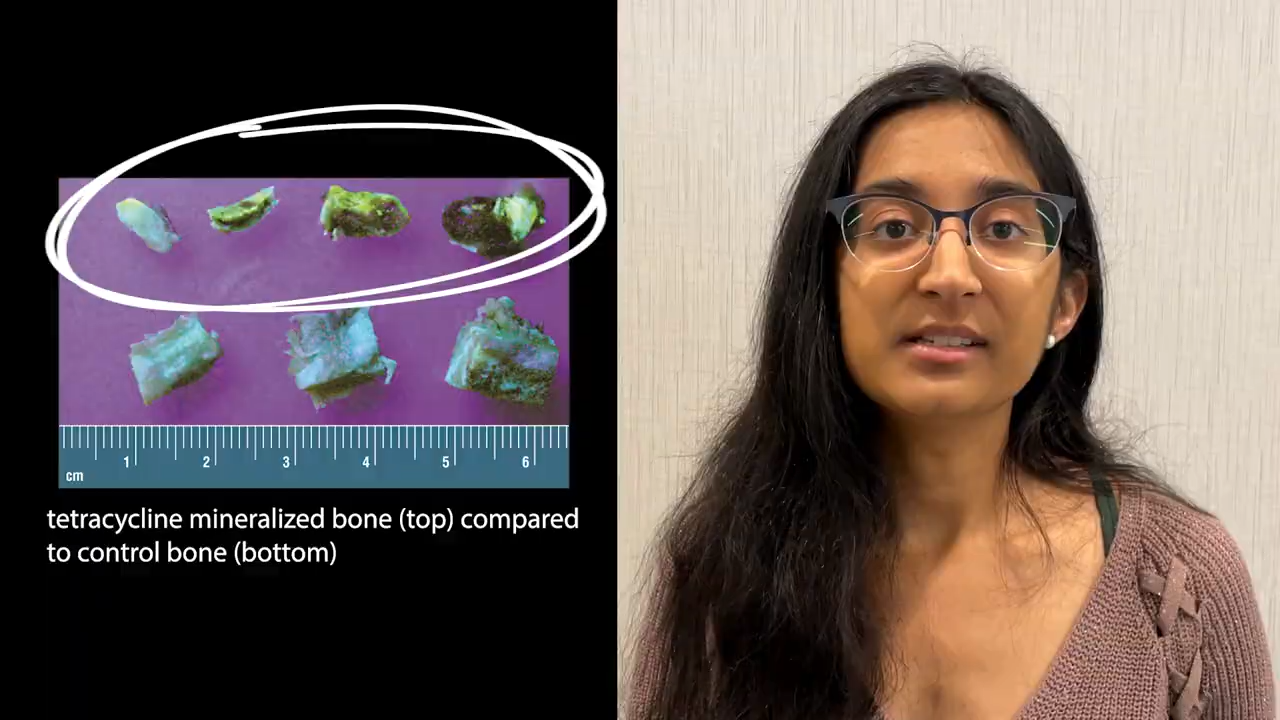 1 2 3 4 5 6
cm
tetracycline mineralized bone (top) compared
to control bone (bottom)